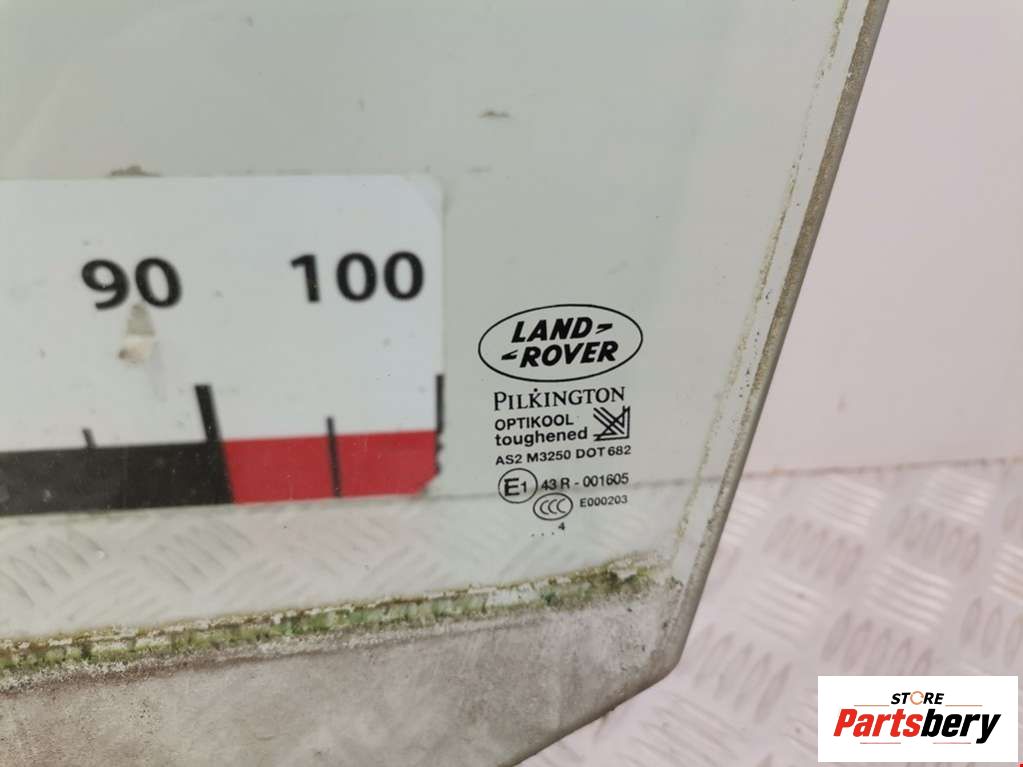 90 100
LAND-
-ROVER
PILKINGTON
OPTIKOOL
toughened
AS2 M3250 DOT 682
E1 43 R - 001605
CCC E000203
. . . 4
STORE
Partsbery